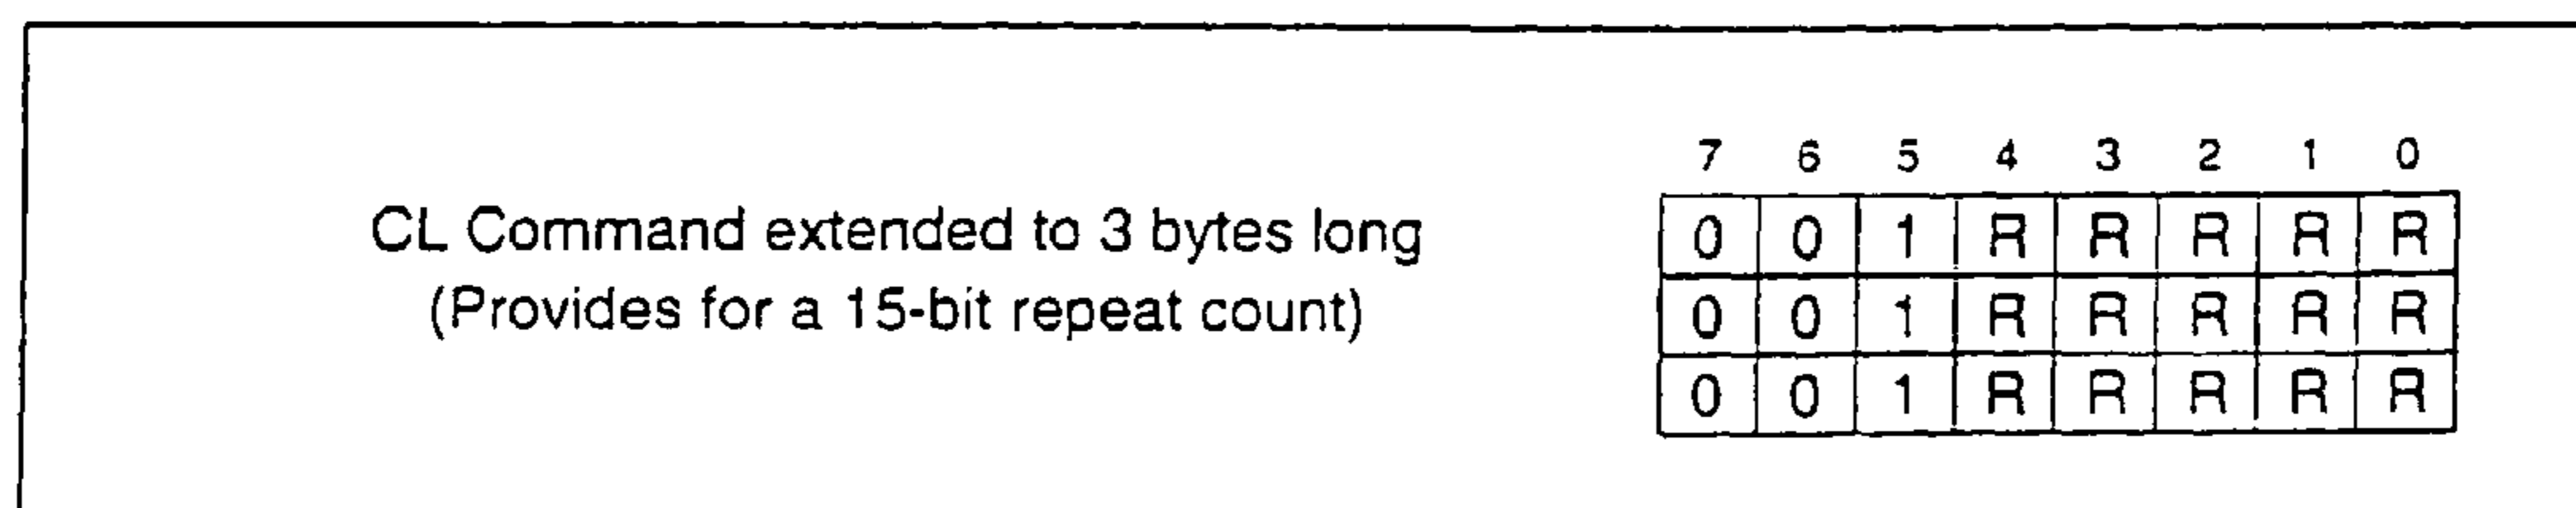 7 6 5 4 3 2 1 0
CL Command extended to 3 bytes long
0 0 1 R R R R R
(Provides for a 15-bit repeat count)
0 0 1 R R R R R
0 0 1 R R R R R